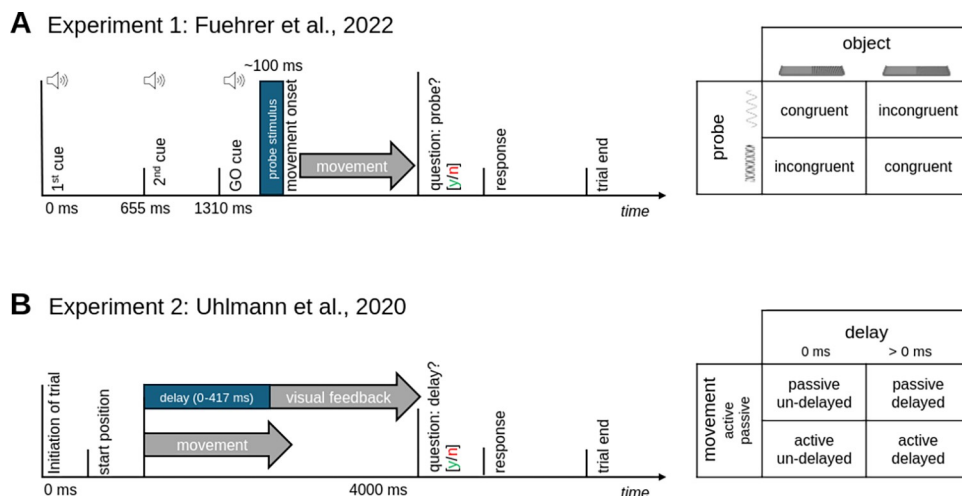 A Experiment 1: Fuehrer et al., 2022
~100 ms
1st cue
2nd cue
GO cue
probe stimulus
movement onset
movement
question: probe?
[y/n]
response
trial end
0 ms
655 ms
1310 ms
time
object
probe
congruent
incongruent
incongruent
congruent
B Experiment 2: Uhlmann et al., 2020
Initiation of trial
start position
delay (0-417 ms)
visual feedback
movement
question: delay?
[y/n]
response
trial end
0 ms
4000 ms
time
delay
0 ms
> 0 ms
movement
active
passive
passive
un-delayed
passive
delayed
active
un-delayed
active
delayed